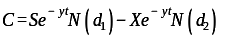 C = Se^{− yt}N(d_1) − Xe^{− yt}N(d_2)